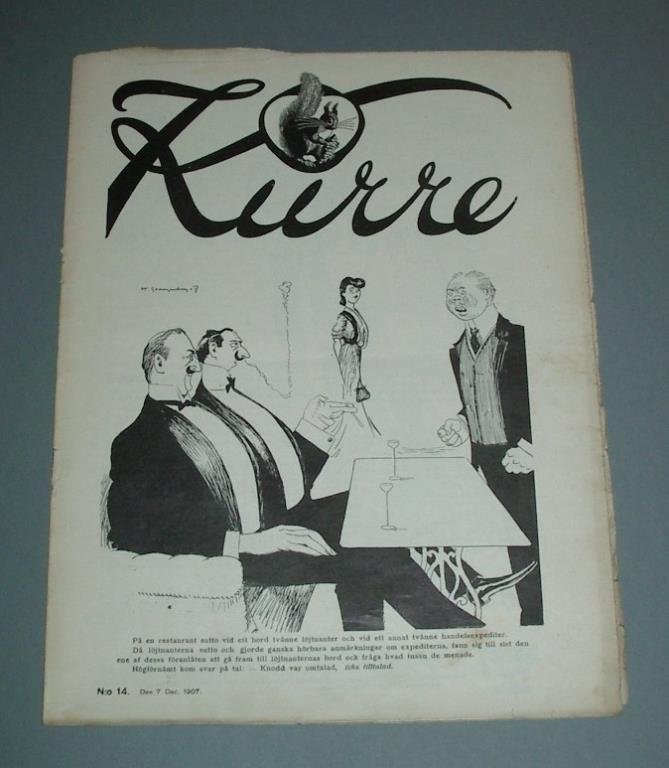 Kurre
På en restaurant sutto vid ett bord tvänne löjtnanter och vid ett annat tvänne handelsexpediter.
Då löjtnanterna sutto och gjorde ganska hörbara anmärkningar om expediterna, fann sig till sist den
ene af dessa föranlåten att gå fram till löjtnanternas bord och fråga hvad tusan de menade.
Högförnämt kom svar på tal: — Knodd var omtalad, icke tilltalad.
N:o 14. Den 7 Dec. 1907.